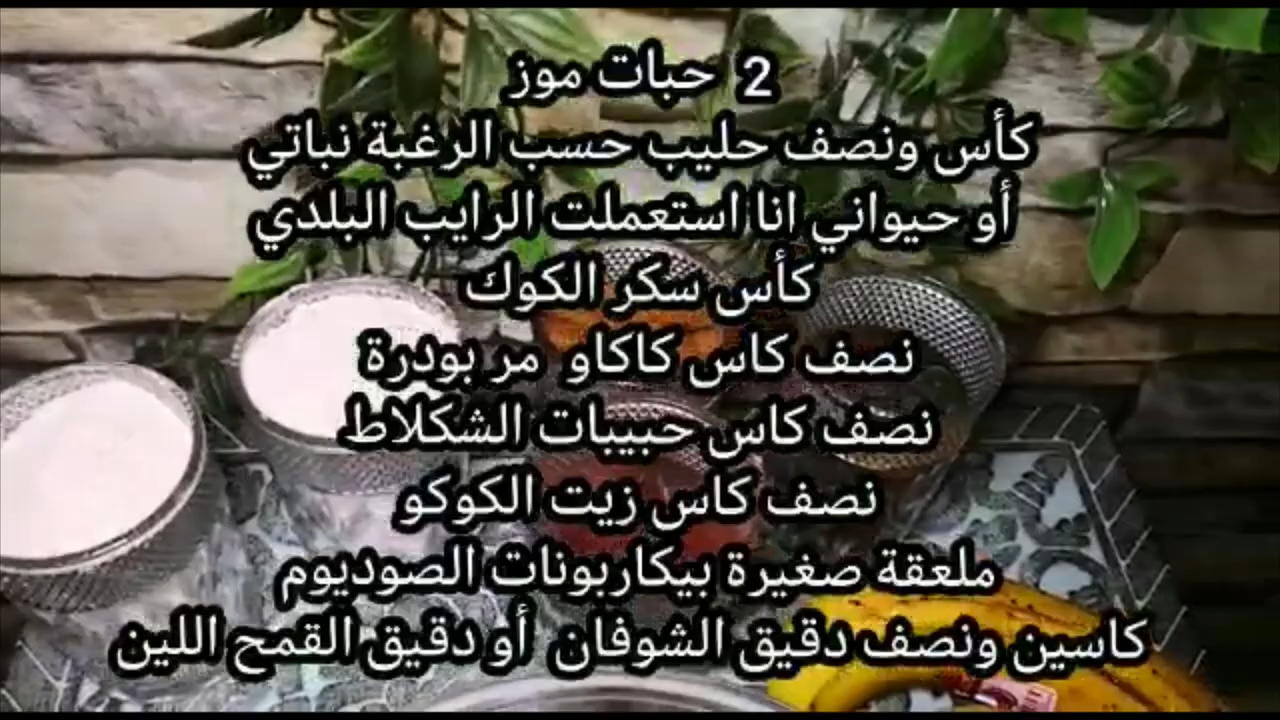 2 حبات موز
كأس ونصف حليب حسب الرغبة نباتي
أو حيواني انا استعملت الرايب البلدي
كأس سكر الكوك
نصف كاس كاكاو مر بودرة
نصف كاس حبيبات الشكلاط
نصف كاس زيت الكوكو
ملعقة صغيرة بيكاربونات الصوديوم
كاسين ونصف دقيق الشوفان أو دقيق القمح اللين